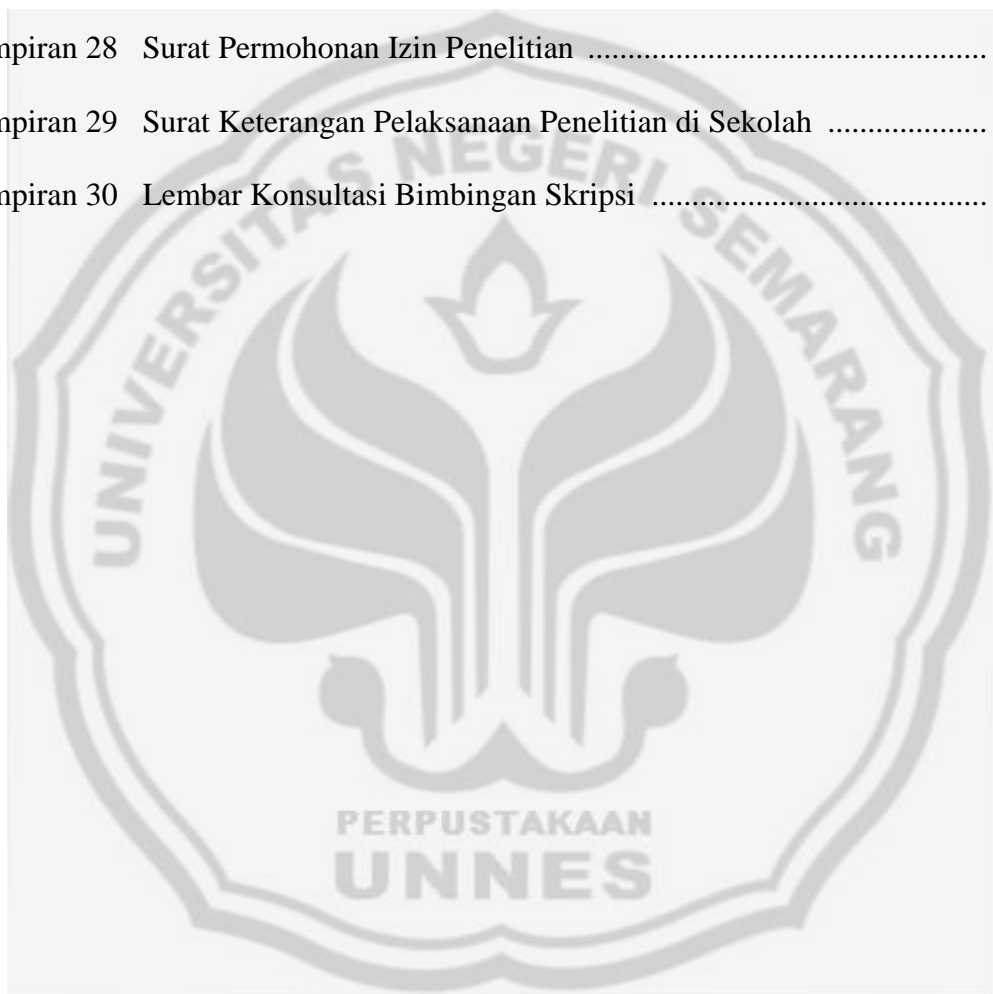 mpiran 28 Surat Permohonan Izin Penelitian ..................................................
mpiran 29 Surat Keterangan Pelaksanaan Penelitian di Sekolah ....................
mpiran 30 Lembar Konsultasi Bimbingan Skripsi ..........................................
UNIVERSITAS NEGERI SEMARANG
PERPUSTAKAAN
UNNES